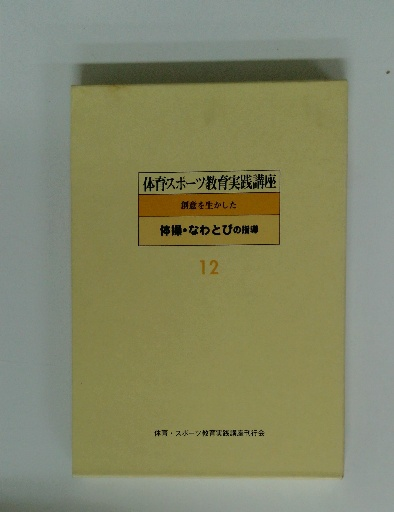 体育スポーツ教育実践講座
創意を生かした
体操・なわとびの指導
12
体育・スポーツ教育実践講座刊行会